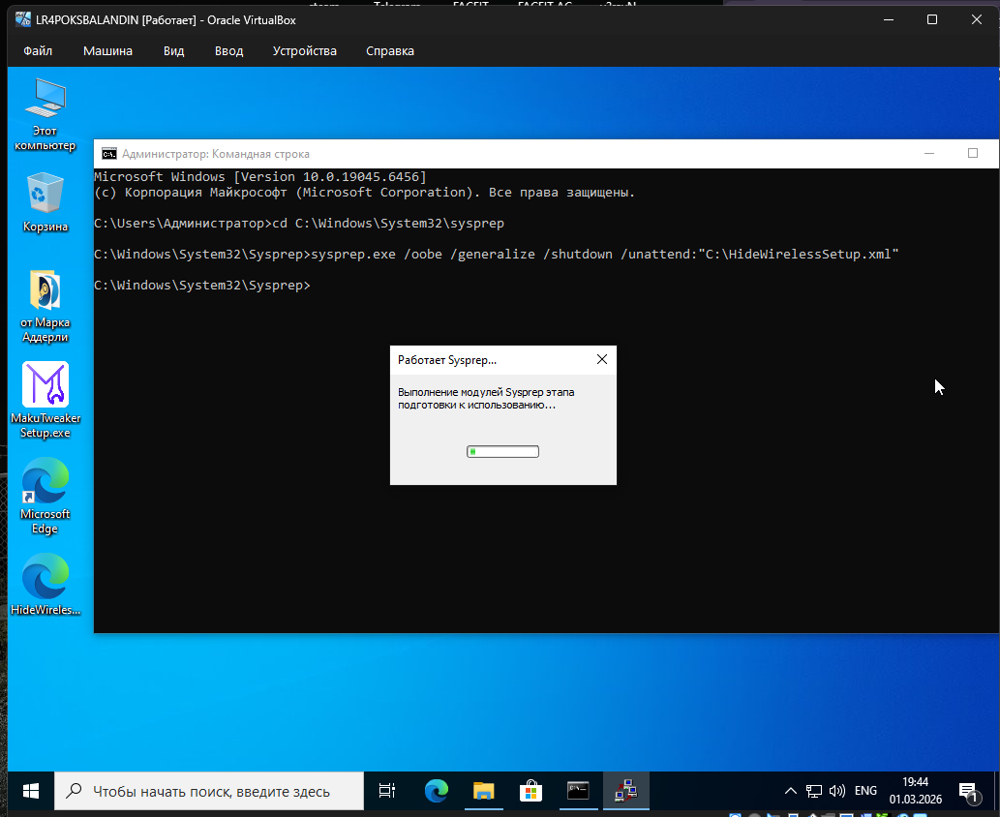 LR4POKSBALANDIN [Работает] - Oracle VirtualBox
Файл Машина Вид Ввод Устройства Справка
Этот
компьютер
Корзина
от Марка
Аддерли
MakuTweaker
Setup.exe
Microsoft
Edge
HideWireles...
Администратор: Командная строка
Microsoft Windows [Version 10.0.19045.6456]
(c) Корпорация Майкрософт (Microsoft Corporation). Все права защищены.
C:\Users\Администратор>cd C:\Windows\System32\sysprep
C:\Windows\System32\Sysprep>sysprep.exe /oobe /generalize /shutdown /unattend:"C:\HideWirelessSetup.xml"
C:\Windows\System32\Sysprep>
Работает Sysprep...
Выполнение модулей Sysprep этапа
подготовки к использованию...
Чтобы начать поиск, введите здесь
ENG
19:44
01.03.2026
1